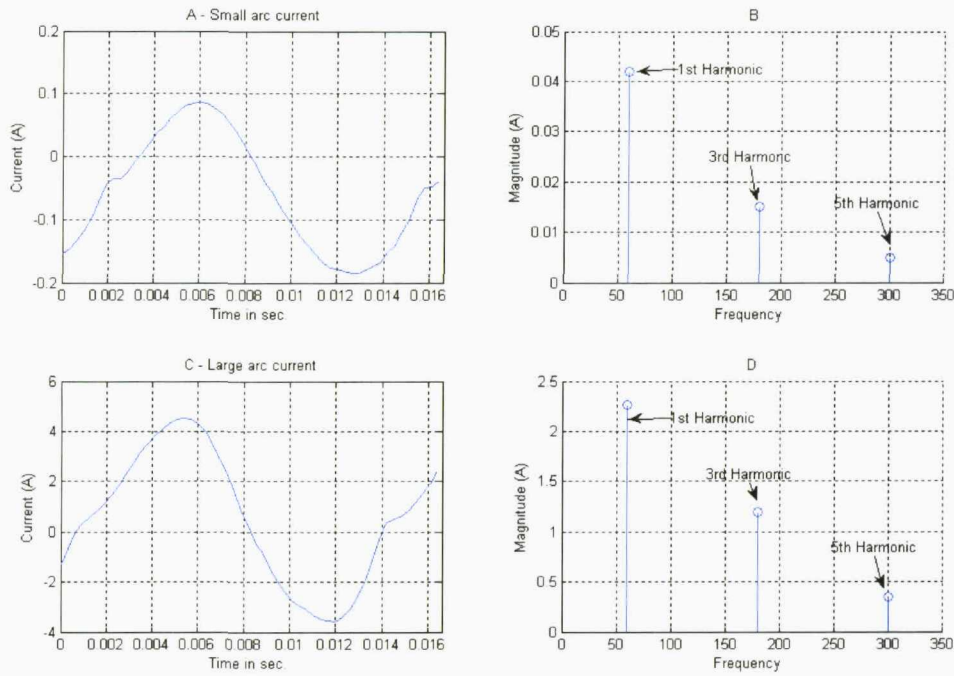 A - Small arc current
0.2
0.1
0
-0.1
-0.2
Current (A)
0 0.002 0.004 0.006 0.008 0.01 0.012 0.014 0.016
Time in sec
B
0.05
0.04
0.03
0.02
0.01
0
Magnitude (A)
1st Harmonic
3rd Harmonic
5th Harmonic
0 50 100 150 200 250 300 350
Frequency
C - Large arc current
6
4
2
0
-2
-4
Current (A)
0 0.002 0.004 0.006 0.008 0.01 0.012 0.014 0.016
Time in sec
D
2.5
2
1.5
1
0.5
0
Magnitude (A)
1st Harmonic
3rd Harmonic
5th Harmonic
0 50 100 150 200 250 300 350
Frequency